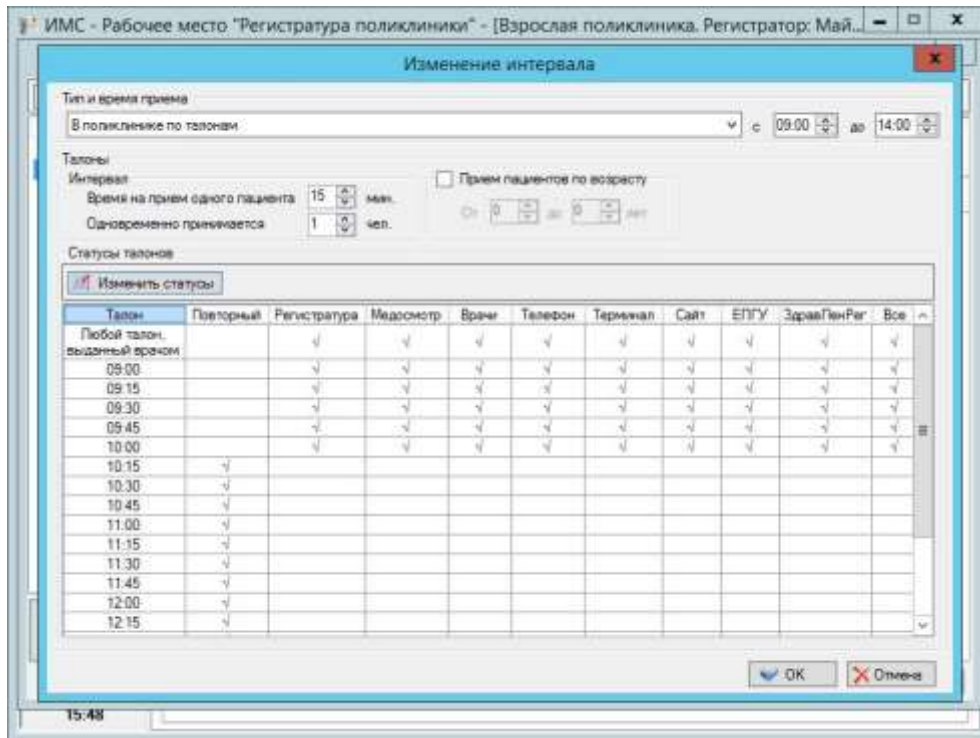 ИМС - Рабочее место "Регистратура поликлиники" - [Взрослая поликлиника. Регистратор: Май...
Изменение интервала
Тип и время приема
В поликлинике по талонам с 09:00 до 14:00
Талоны
Интервал
Прием пациентов по возрасту
Время на прием одного пациента 15 мин.
От 0 до 0 лет
Одновременно принимается 1 чел.
Статусы талонов
Изменить статусы
Талон Повторный Регистратура Медосмотр Врачи Телефон Терминал Сайт ЕПГУ ЗдравПенРег Все
Любой талон, √ √ √ √ √ √ √ √ √
выданный врачом
09:00 √ √ √ √ √ √ √ √ √
09:15 √ √ √ √ √ √ √ √ √
09:30 √ √ √ √ √ √ √ √ √
09:45 √ √ √ √ √ √ √ √ √
10:00 √ √ √ √ √ √ √ √ √
10:15 √
10:30 √
10:45 √
11:00 √
11:15 √
11:30 √
11:45 √
12:00 √
12:15 √
OK Отмена
15:48